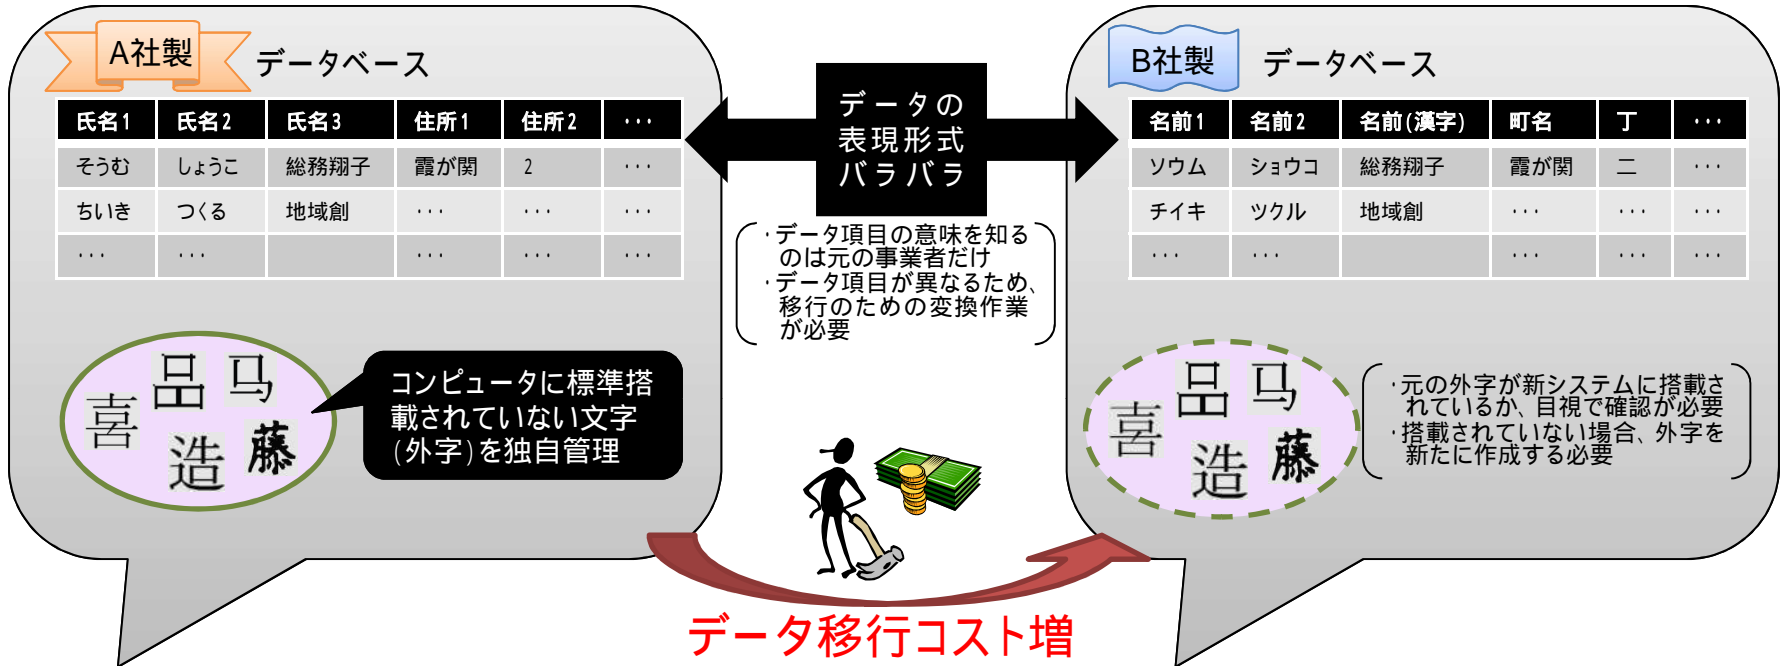 A社製 データベース
氏名1 氏名2 氏名3 住所1 住所2 ・・・
そうむ しょうこ 総務翔子 霞が関 2 ・・・
ちいき つくる 地域創 ・・・ ・・・ ・・・
・・・ ・・・ ・・・ ・・・ ・・・
データの
表現形式
バラバラ
・データ項目の意味を知る
のは元の事業者だけ
・データ項目が異なるため、
移行のための変換作業
が必要
B社製 データベース
名前1 名前2 名前(漢字) 町名 丁 ・・・
ソウム ショウコ 総務翔子 霞が関 二 ・・・
チイキ ツクル 地域創 ・・・ ・・・ ・・・
・・・ ・・・ ・・・ ・・・ ・・・
造 藤
コンピュータに標準搭
載されていない文字
(外字)を独自管理
造 藤
・元の外字が新システムに搭載さ
れているか、目視で確認が必要
・搭載されていない場合、外字を
新たに作成する必要
データ移行コスト増